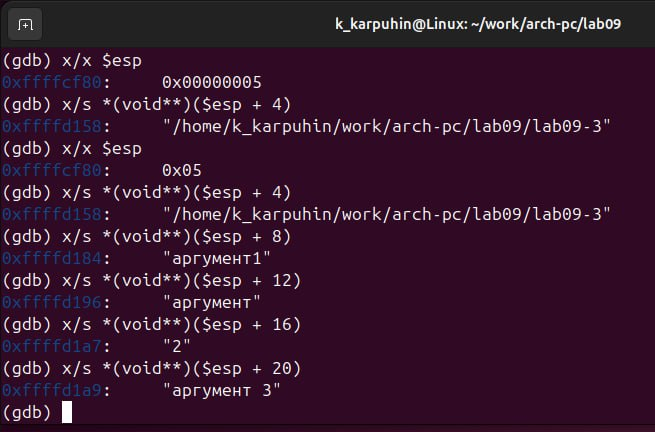 k_karpuhin@Linux: ~/work/arch-pc/lab09
(gdb) x/x $esp
0xffffcf80:     0x00000005
(gdb) x/s *(void**)($esp + 4)
0xffffd158:     "/home/k_karpuhin/work/arch-pc/lab09/lab09-3"
(gdb) x/x $esp
0xffffcf80:     0x05
(gdb) x/s *(void**)($esp + 4)
0xffffd158:     "/home/k_karpuhin/work/arch-pc/lab09/lab09-3"
(gdb) x/s *(void**)($esp + 8)
0xffffd184:     "аргумент1"
(gdb) x/s *(void**)($esp + 12)
0xffffd196:     "аргумент"
(gdb) x/s *(void**)($esp + 16)
0xffffd1a7:     "2"
(gdb) x/s *(void**)($esp + 20)
0xffffd1a9:     "аргумент 3"
(gdb)